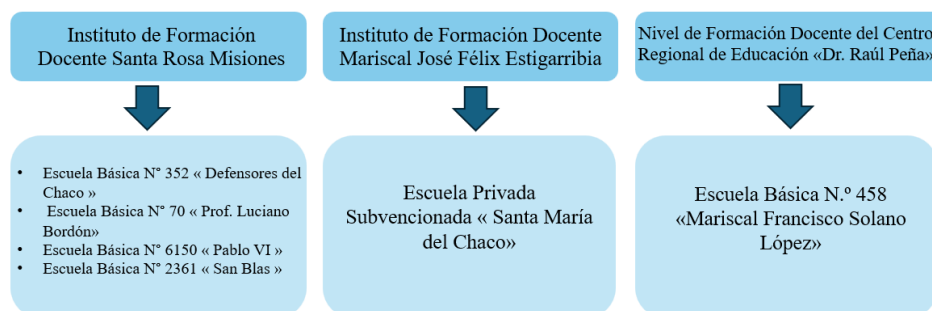 Instituto de Formación
Docente Santa Rosa Misiones
Escuela Básica N° 352 « Defensores del
Chaco »
Escuela Básica N° 70 « Prof. Luciano
Bordón»
Escuela Básica N° 6150 « Pablo VI »
Escuela Básica N° 2361 « San Blas »
Instituto de Formación Docente
Mariscal José Félix Estigarribia
Escuela Privada
Subvencionada « Santa María
del Chaco»
Nivel de Formación Docente del Centro
Regional de Educación «Dr. Raúl Peña»
Escuela Básica N.º 458
«Mariscal Francisco Solano
López»